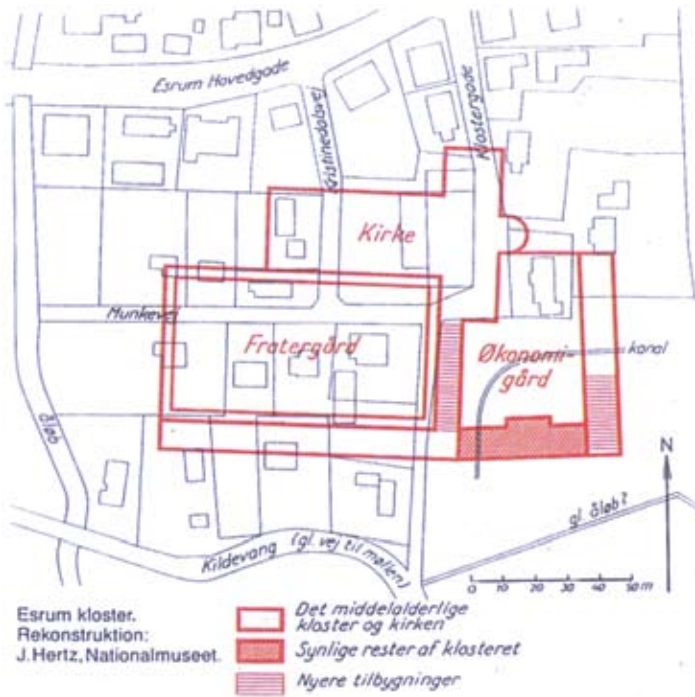 Esrum Hovedgade
Kristinedalsvej
Klostergade
Kirke
Munkevej
Fratergård
Økonomi-
gård
kanal
åløb
N
gl. åløb?
Kildevang (gl. vej til møllen)
0 10 20 30 40 50 m
Esrum kloster.
Rekonstruktion:
J. Hertz, Nationalmuseet.
Det middelalderlige
kloster og kirken
Synlige rester af klosteret
Nyere tilbygninger